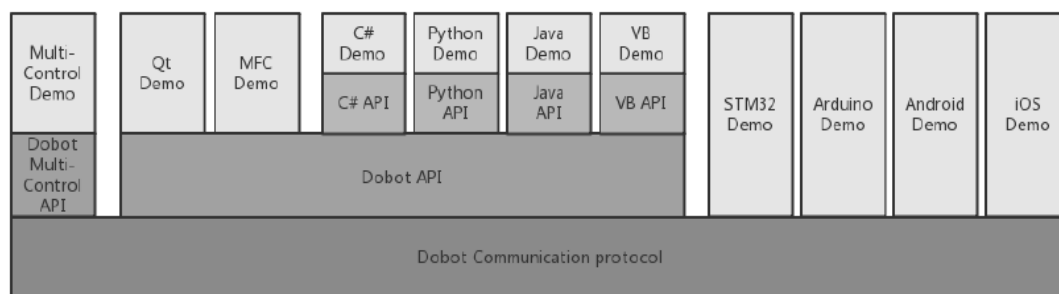 Multi-
Control
Demo
Qt
Demo
MFC
Demo
C#
Demo
Python
Demo
Java
Demo
VB
Demo
C# API
Python
API
Java
API
VB API
STM32
Demo
Arduino
Demo
Android
Demo
iOS
Demo
Dobot
Multi-
Control
API
Dobot API
Dobot Communication protocol